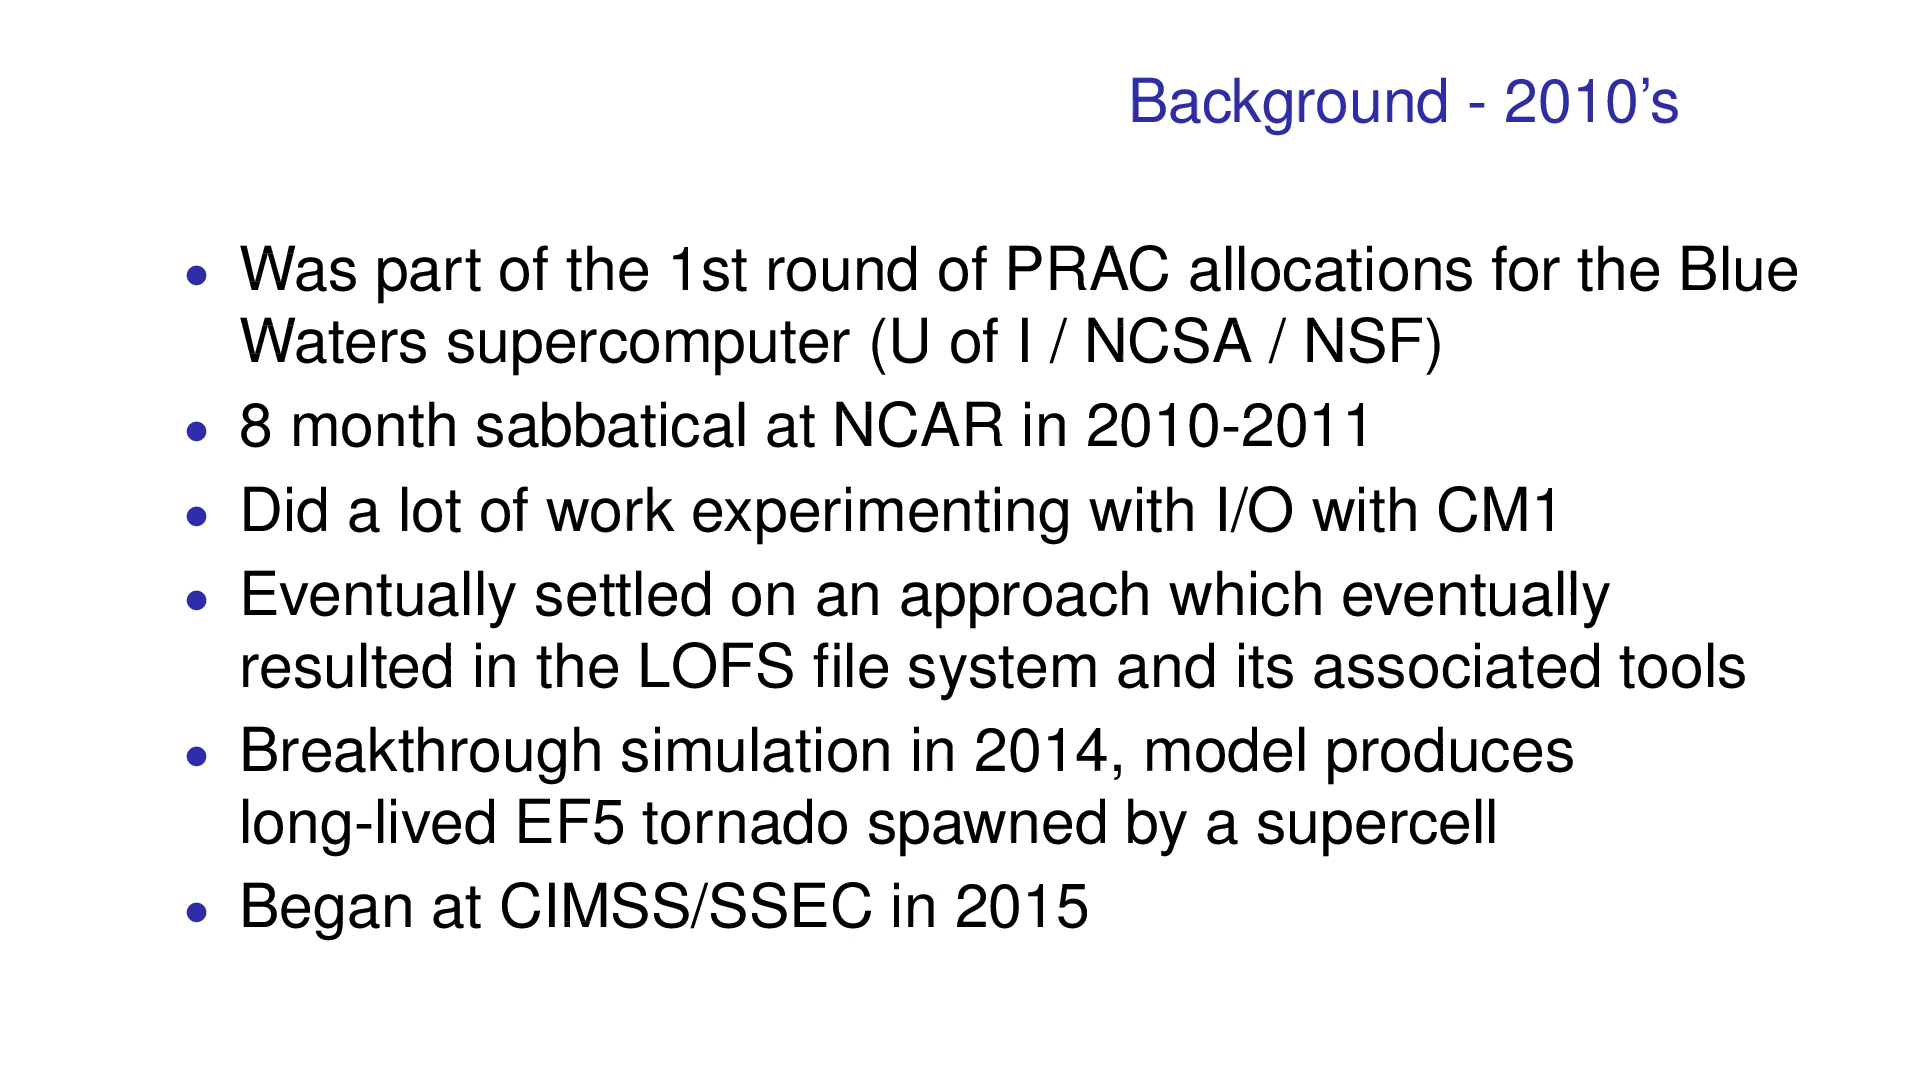 Background - 2010’s
• Was part of the 1st round of PRAC allocations for the Blue
Waters supercomputer (U of I / NCSA / NSF)
• 8 month sabbatical at NCAR in 2010-2011
• Did a lot of work experimenting with I/O with CM1
• Eventually settled on an approach which eventually
resulted in the LOFS file system and its associated tools
• Breakthrough simulation in 2014, model produces
long-lived EF5 tornado spawned by a supercell
• Began at CIMSS/SSEC in 2015